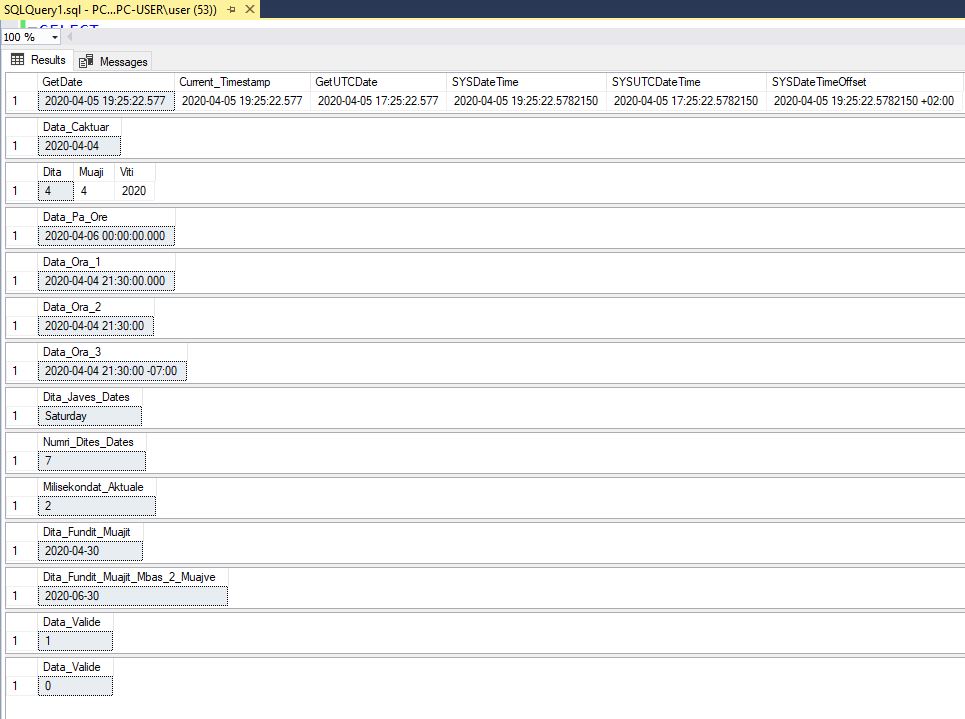 SQLQuery1.sql - PC...PC-USER\user (53))
SELECT
100 %
Results Messages
GetDate Current_Timestamp GetUTCDate SYSDateTime SYSUTCDateTime SYSDateTimeOffset
1 2020-04-05 19:25:22.577 2020-04-05 19:25:22.577 2020-04-05 17:25:22.577 2020-04-05 19:25:22.5782150 2020-04-05 17:25:22.5782150 2020-04-05 19:25:22.5782150 +02:00
Data_Caktuar
1 2020-04-04
Dita Muaji Viti
1 4 4 2020
Data_Pa_Ore
1 2020-04-06 00:00:00.000
Data_Ora_1
1 2020-04-04 21:30:00.000
Data_Ora_2
1 2020-04-04 21:30:00
Data_Ora_3
1 2020-04-04 21:30:00 -07:00
Dita_Javes_Dates
1 Saturday
Numri_Dites_Dates
1 7
Milisekondat_Aktuale
1 2
Dita_Fundit_Muajit
1 2020-04-30
Dita_Fundit_Muajit_Mbas_2_Muajve
1 2020-06-30
Data_Valide
1 1
Data_Valide
1 0